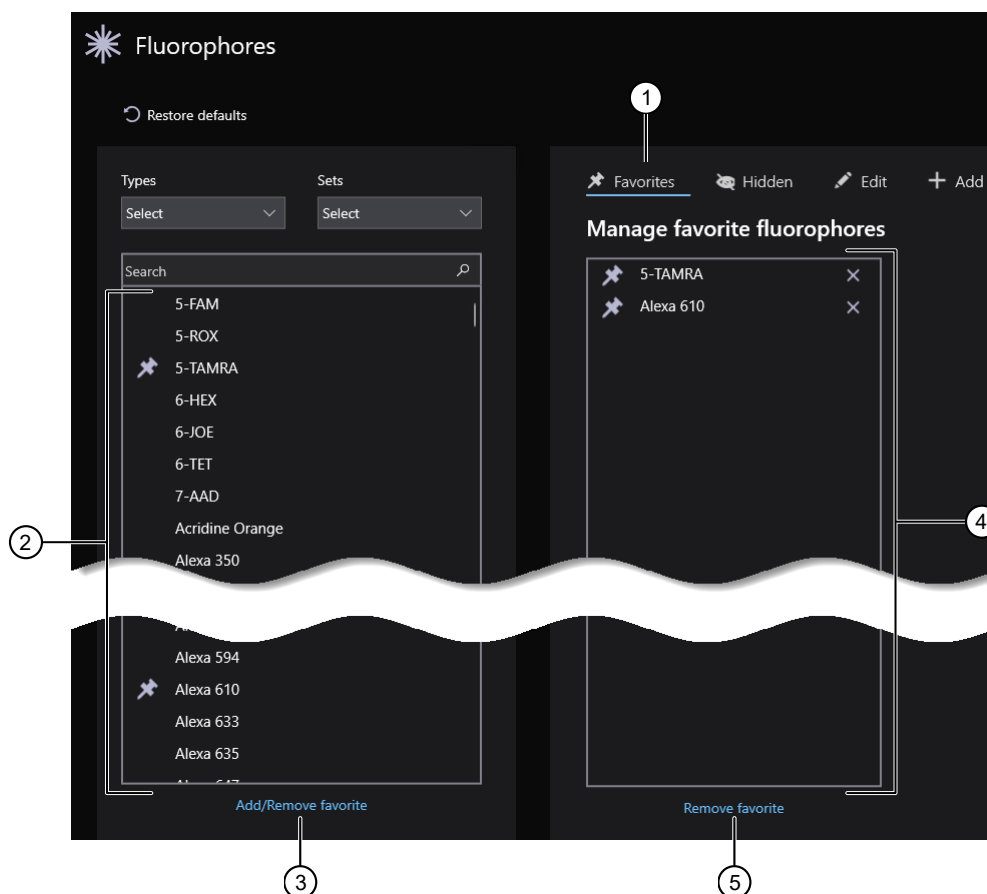 Fluorophores
Restore defaults
1
Types
Sets
Select
Select
Search
5-FAM
5-ROX
5-TAMRA
6-HEX
6-JOE
6-TET
7-AAD
Acridine Orange
Alexa 350
Alexa 594
Alexa 610
Alexa 633
Alexa 635
Add/Remove favorite
2
3
Favorites
Hidden
Edit
Add
Manage favorite fluorophores
5-TAMRA
Alexa 610
4
Remove favorite
5